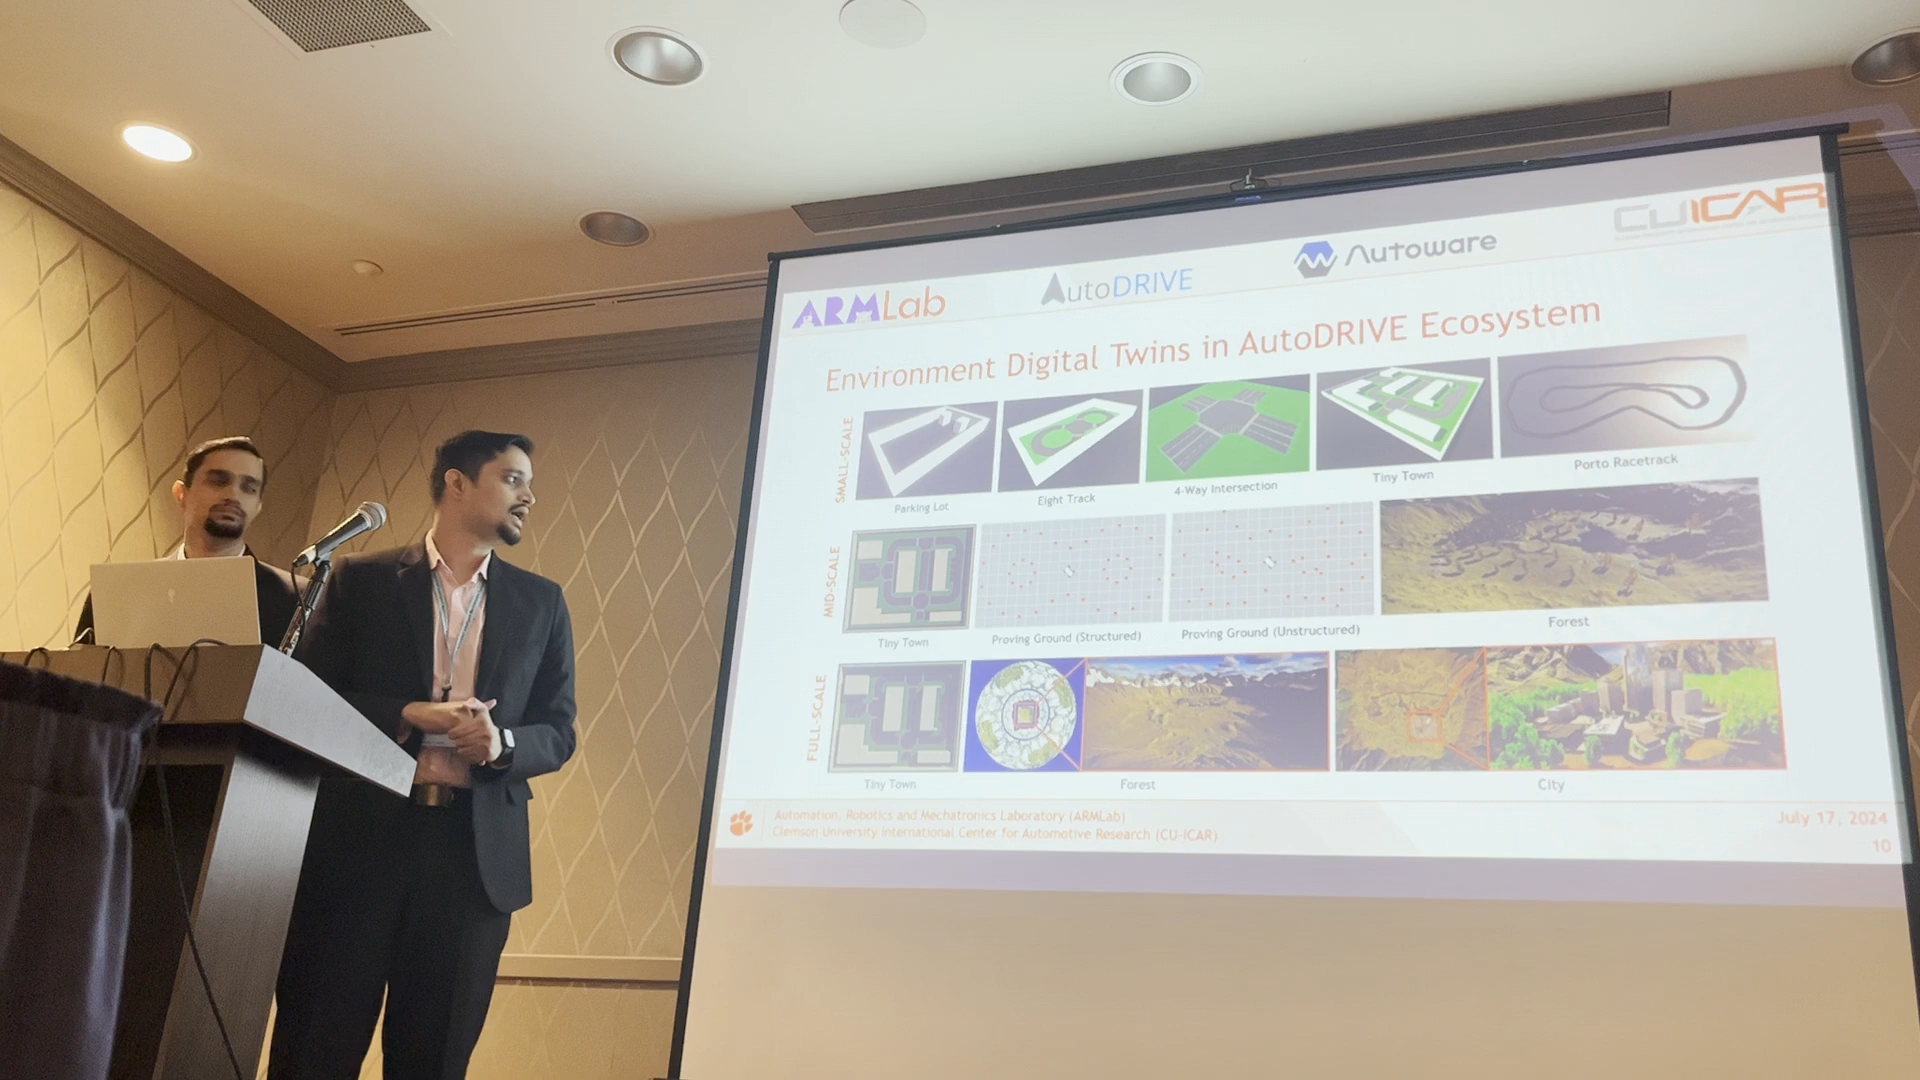 ARMLab
AutoDRIVE
Autoware
CUICAR
Environment Digital Twins in AutoDRIVE Ecosystem
SMALL-SCALE
Parking Lot
Eight Track
4-Way Intersection
Tiny Town
Porto Racetrack
MID-SCALE
Tiny Town
Proving Ground (Structured)
Proving Ground (Unstructured)
Forest
FULL-SCALE
Tiny Town
Forest
City
Automation, Robotics and Mechatronics Laboratory (ARMLab)
Clemson University International Center for Automotive Research (CU-ICAR)
July 17, 2024
10